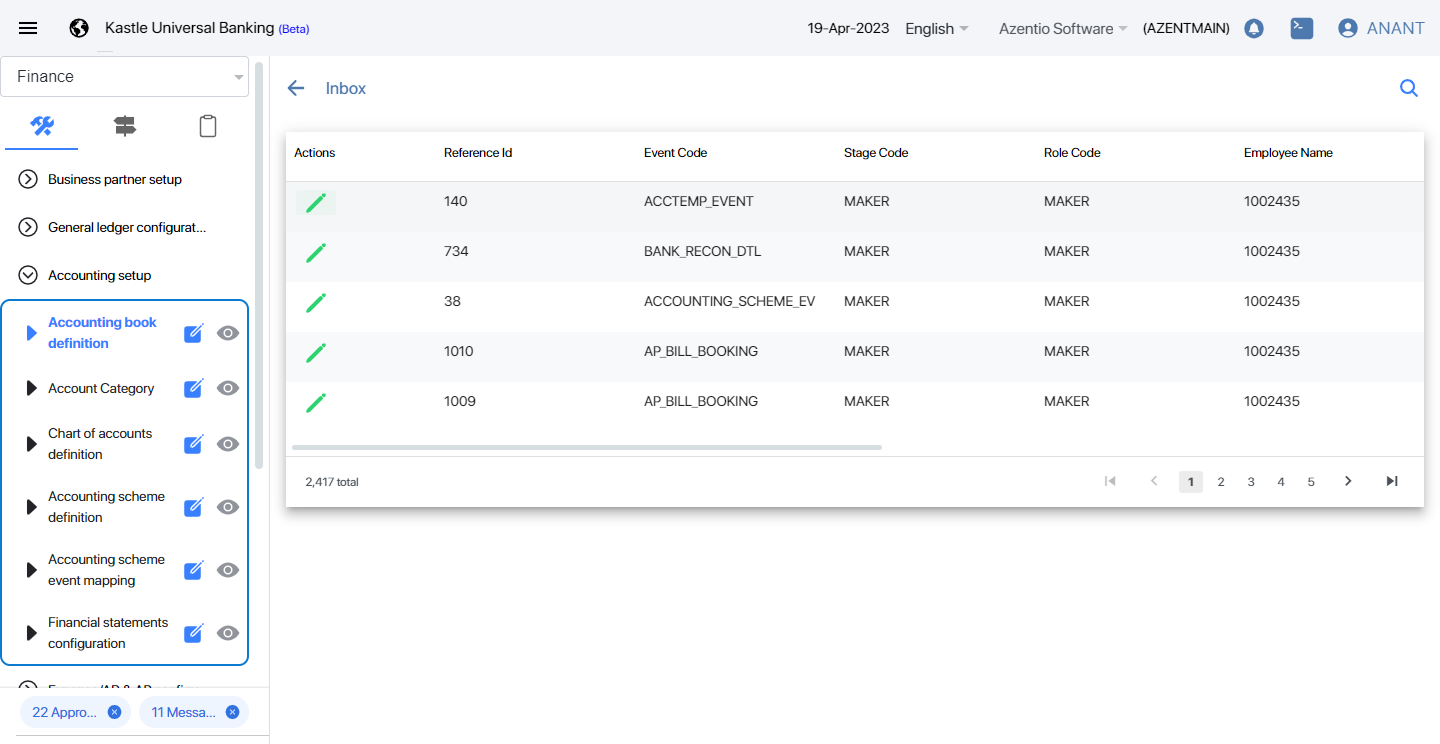 Kastle Universal Banking (Beta)
19-Apr-2023 English Azentio Software (AZENTMAIN) ANANT
Finance
Business partner setup
General ledger configurat...
Accounting setup
Accounting book
definition
Account Category
Chart of accounts
definition
Accounting scheme
definition
Accounting scheme
event mapping
Financial statements
configuration
22 Appro... 11 Messa...
Inbox
Actions Reference Id Event Code Stage Code Role Code Employee Name
140 ACCTEMP_EVENT MAKER MAKER 1002435
734 BANK_RECON_DTL MAKER MAKER 1002435
38 ACCOUNTING_SCHEME_EV MAKER MAKER 1002435
1010 AP_BILL_BOOKING MAKER MAKER 1002435
1009 AP_BILL_BOOKING MAKER MAKER 1002435
2,417 total 1 2 3 4 5